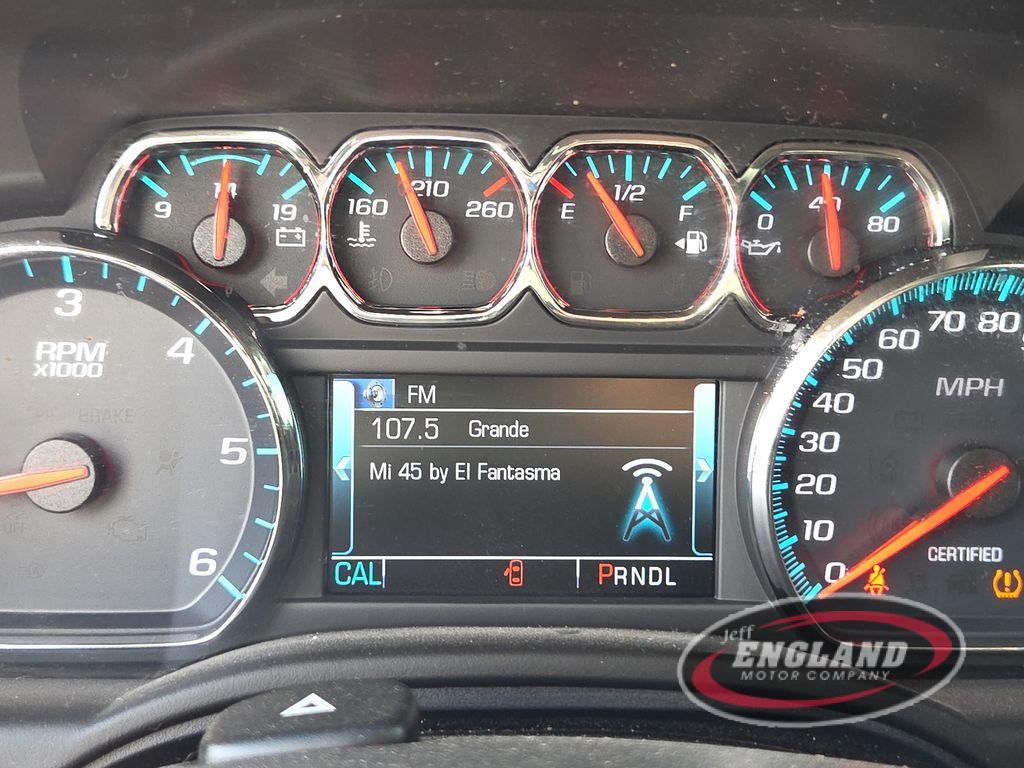 14
9
19
210
160
260
1/2
E
F
40
0
80
3
4
RPM
x1000
BRAKE
5
6
OFF
FM
107.5 Grande
Mi 45 by El Fantasma
CAL
PRNDL
70
80
60
50
MPH
40
30
20
10
0
CERTIFIED
Jeff
ENGLAND
MOTOR COMPANY